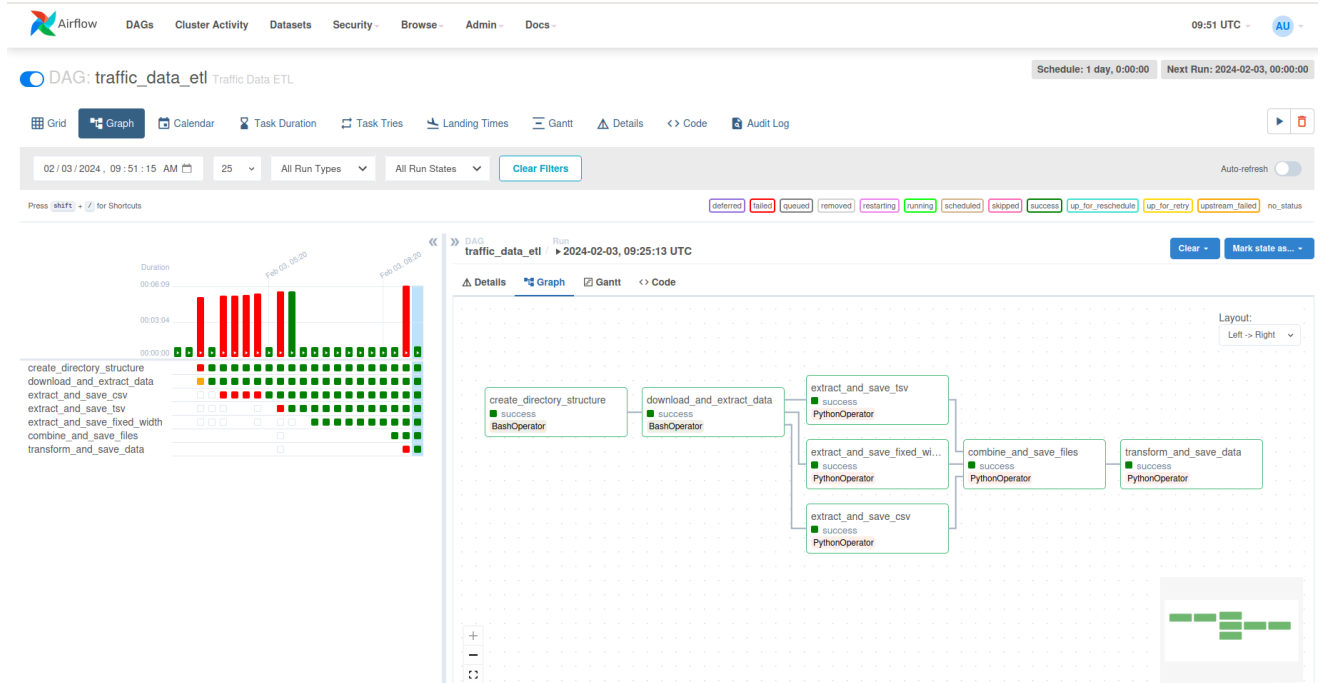 Airflow DAGs Cluster Activity Datasets Security Browse Admin Docs 09:51 UTC AU
DAG: traffic_data_etl Traffic Data ETL Schedule: 1 day, 0:00:00 Next Run: 2024-02-03, 00:00:00
Grid Graph Calendar Task Duration Task Tries Landing Times Gantt Details <> Code Audit Log
02/03/2024, 09:51:15 AM 25 All Run Types All Run States Clear Filters Auto-refresh
Press shift + / for Shortcuts deferred failed queued removed restarting running scheduled skipped success up_for_reschedule up_for_retry upstream_failed no_status
Duration
Feb 03, 05:20
Feb 03, 08:20
00:06:09
00:03:04
00:00:00
create_directory_structure
download_and_extract_data
extract_and_save_csv
extract_and_save_tsv
extract_and_save_fixed_width
combine_and_save_files
transform_and_save_data
DAG Run
traffic_data_etl / 2024-02-03, 09:25:13 UTC Clear Mark state as...
Details Graph Gantt <> Code
Layout:
Left -> Right
create_directory_structure
success
BashOperator
download_and_extract_data
success
BashOperator
extract_and_save_tsv
success
PythonOperator
extract_and_save_fixed_wi...
success
PythonOperator
extract_and_save_csv
success
PythonOperator
combine_and_save_files
success
PythonOperator
transform_and_save_data
success
PythonOperator